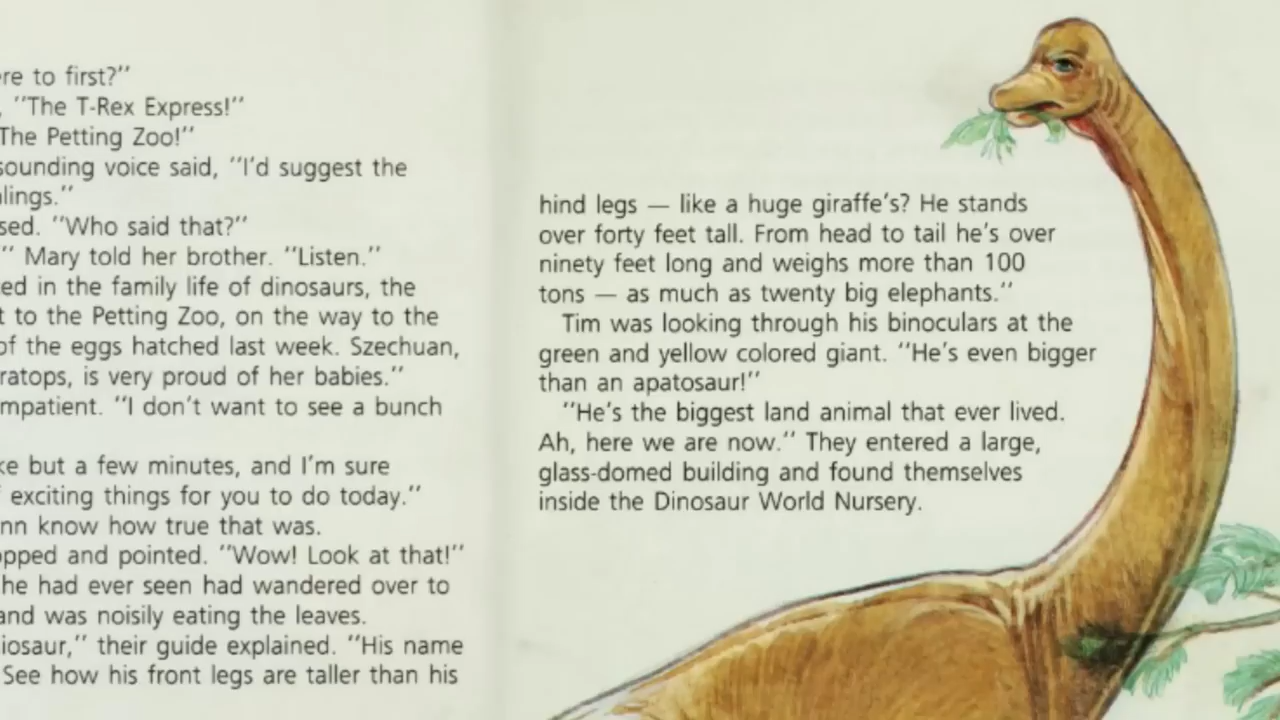 ere to first?"
, "The T-Rex Express!"
The Petting Zoo!"
sounding voice said, "I'd suggest the
lings."
sed. "Who said that?"
" Mary told her brother. "Listen."
ed in the family life of dinosaurs, the
t to the Petting Zoo, on the way to the
of the eggs hatched last week. Szechuan,
ratops, is very proud of her babies."
mpatient. "I don't want to see a bunch
ke but a few minutes, and I'm sure
f exciting things for you to do today."
nn know how true that was.
opped and pointed. "Wow! Look at that!"
he had ever seen had wandered over to
and was noisily eating the leaves.
iosaur," their guide explained. "His name
See how his front legs are taller than his
hind legs — like a huge giraffe's? He stands
over forty feet tall. From head to tail he's over
ninety feet long and weighs more than 100
tons — as much as twenty big elephants."
Tim was looking through his binoculars at the
green and yellow colored giant. "He's even bigger
than an apatosaur!"
"He's the biggest land animal that ever lived.
Ah, here we are now." They entered a large,
glass-domed building and found themselves
inside the Dinosaur World Nursery.